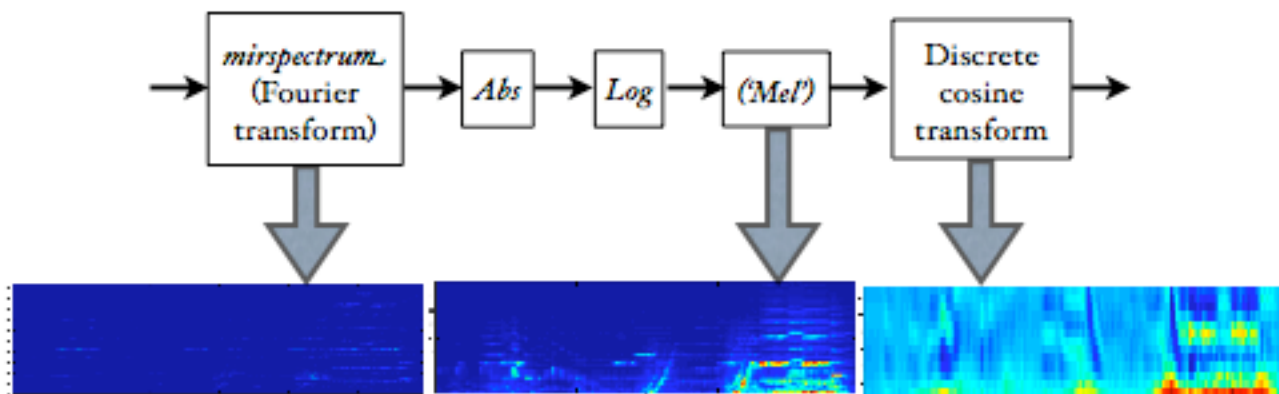 mirspectrum
(Fourier
transform)
Abs
Log
('Mel')
Discrete
cosine
transform